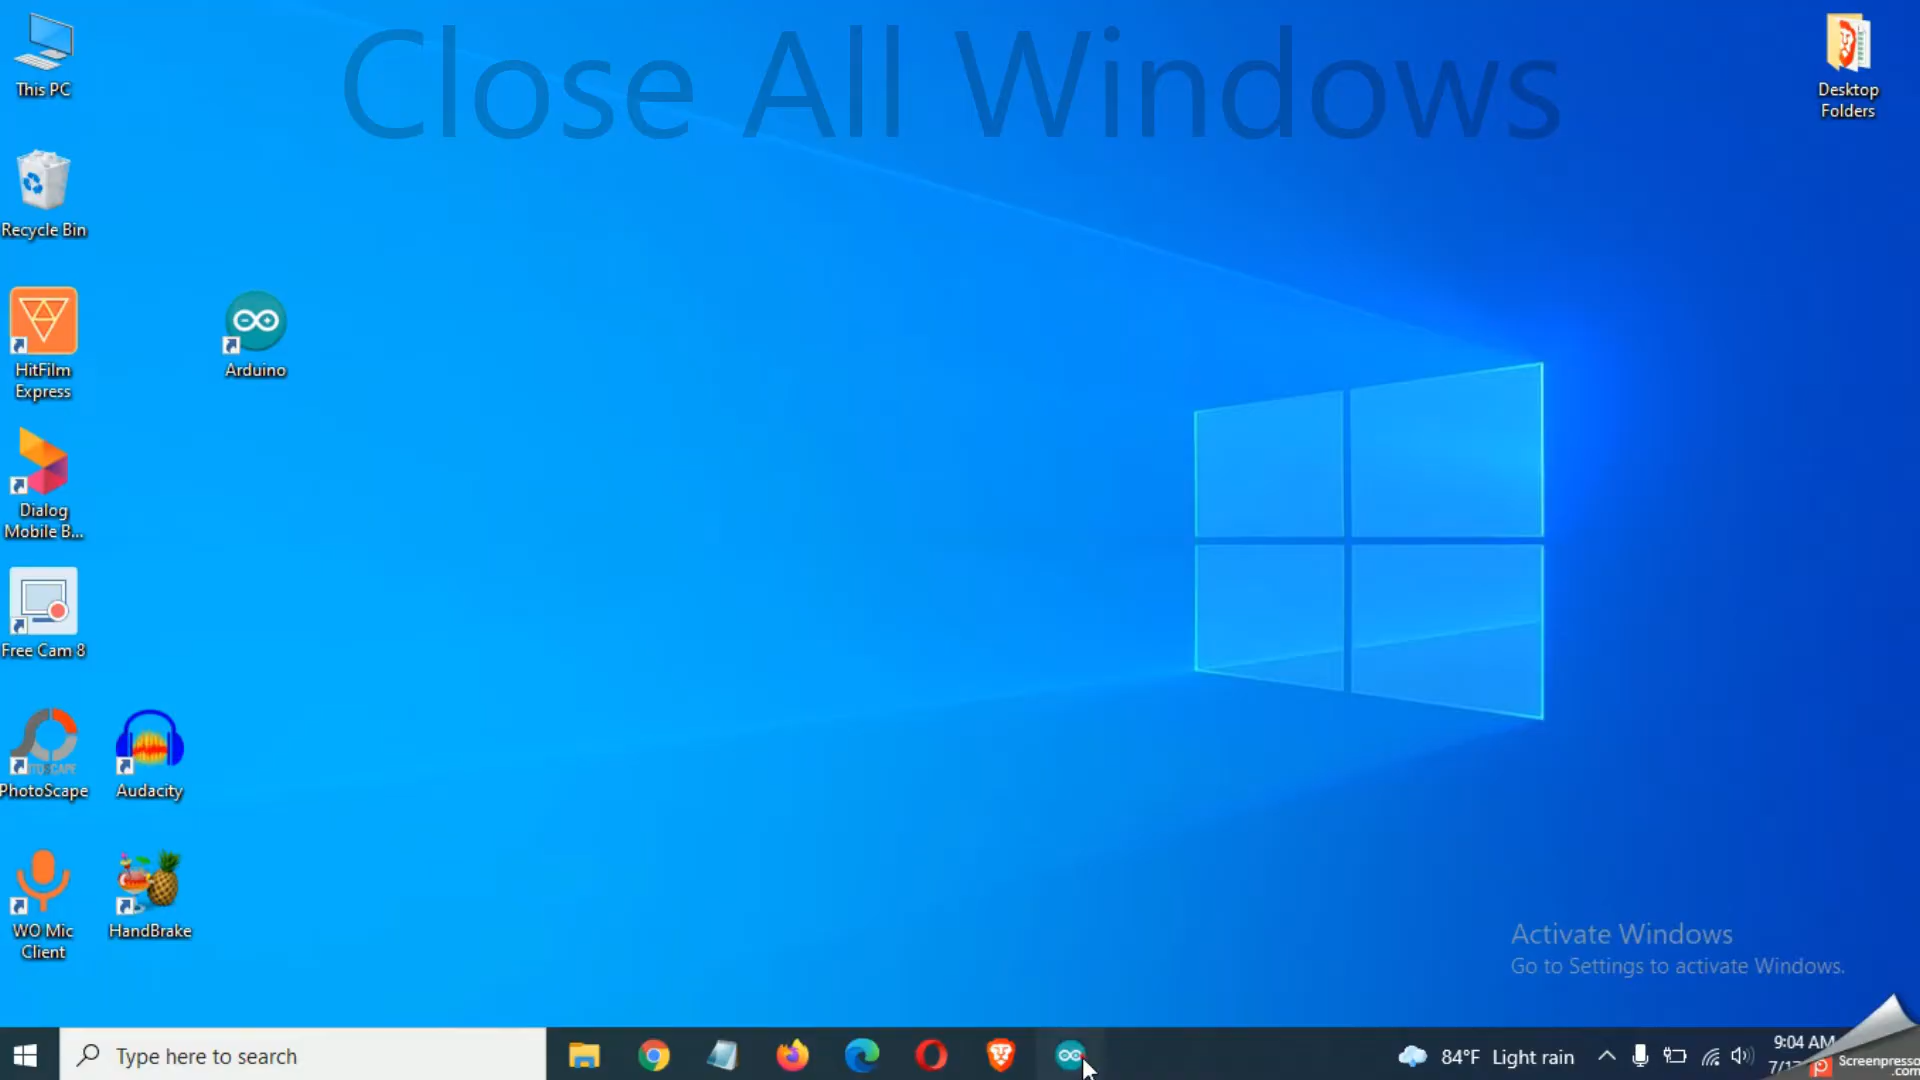 Close All Windows
This PC
Desktop
Folders
Recycle Bin
HitFilm
Express
Arduino
Dialog
Mobile B...
Free Cam 8
PhotoScape
Audacity
WO Mic
Client
HandBrake
Activate Windows
Go to Settings to activate Windows.
Type here to search
84°F Light rain
9:04 AM
Screenpresso
.com